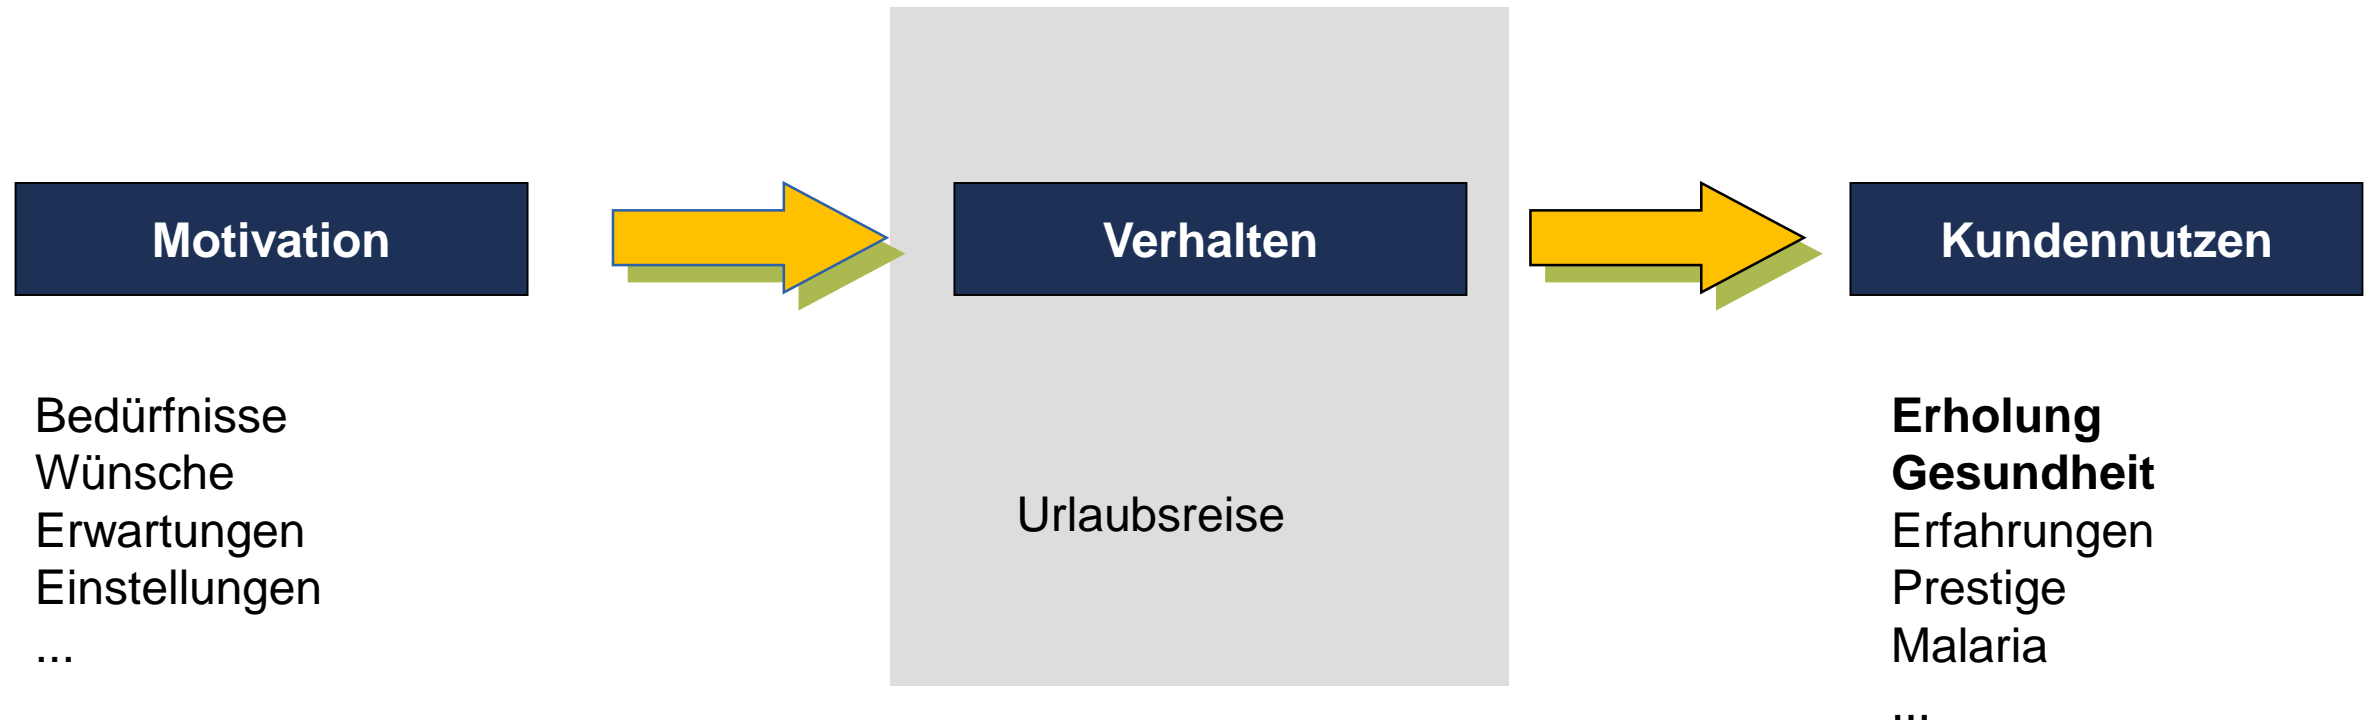 Motivation
Verhalten
Kundennutzen
Bedürfnisse
Wünsche
Erwartungen
Einstellungen
...
Urlaubsreise
Erholung
Gesundheit
Erfahrungen
Prestige
Malaria
...